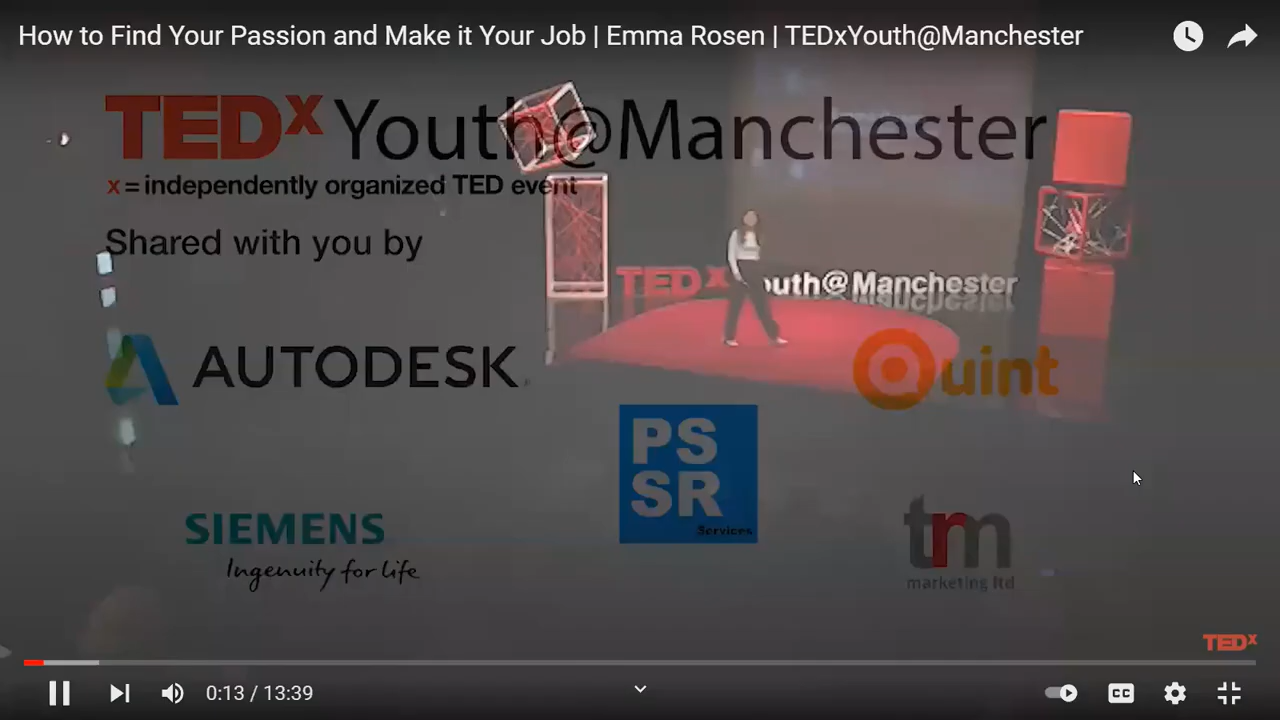 How to Find Your Passion and Make it Your Job | Emma Rosen | TEDxYouth@Manchester
TEDx Youth@Manchester
x = independently organized TED event
Shared with you by
TEDx Youth@Manchester
AUTODESK.
Quint
PS
SR
Services
SIEMENS
Ingenuity for life
trm
marketing ltd
TEDx
0:13 / 13:39
CC